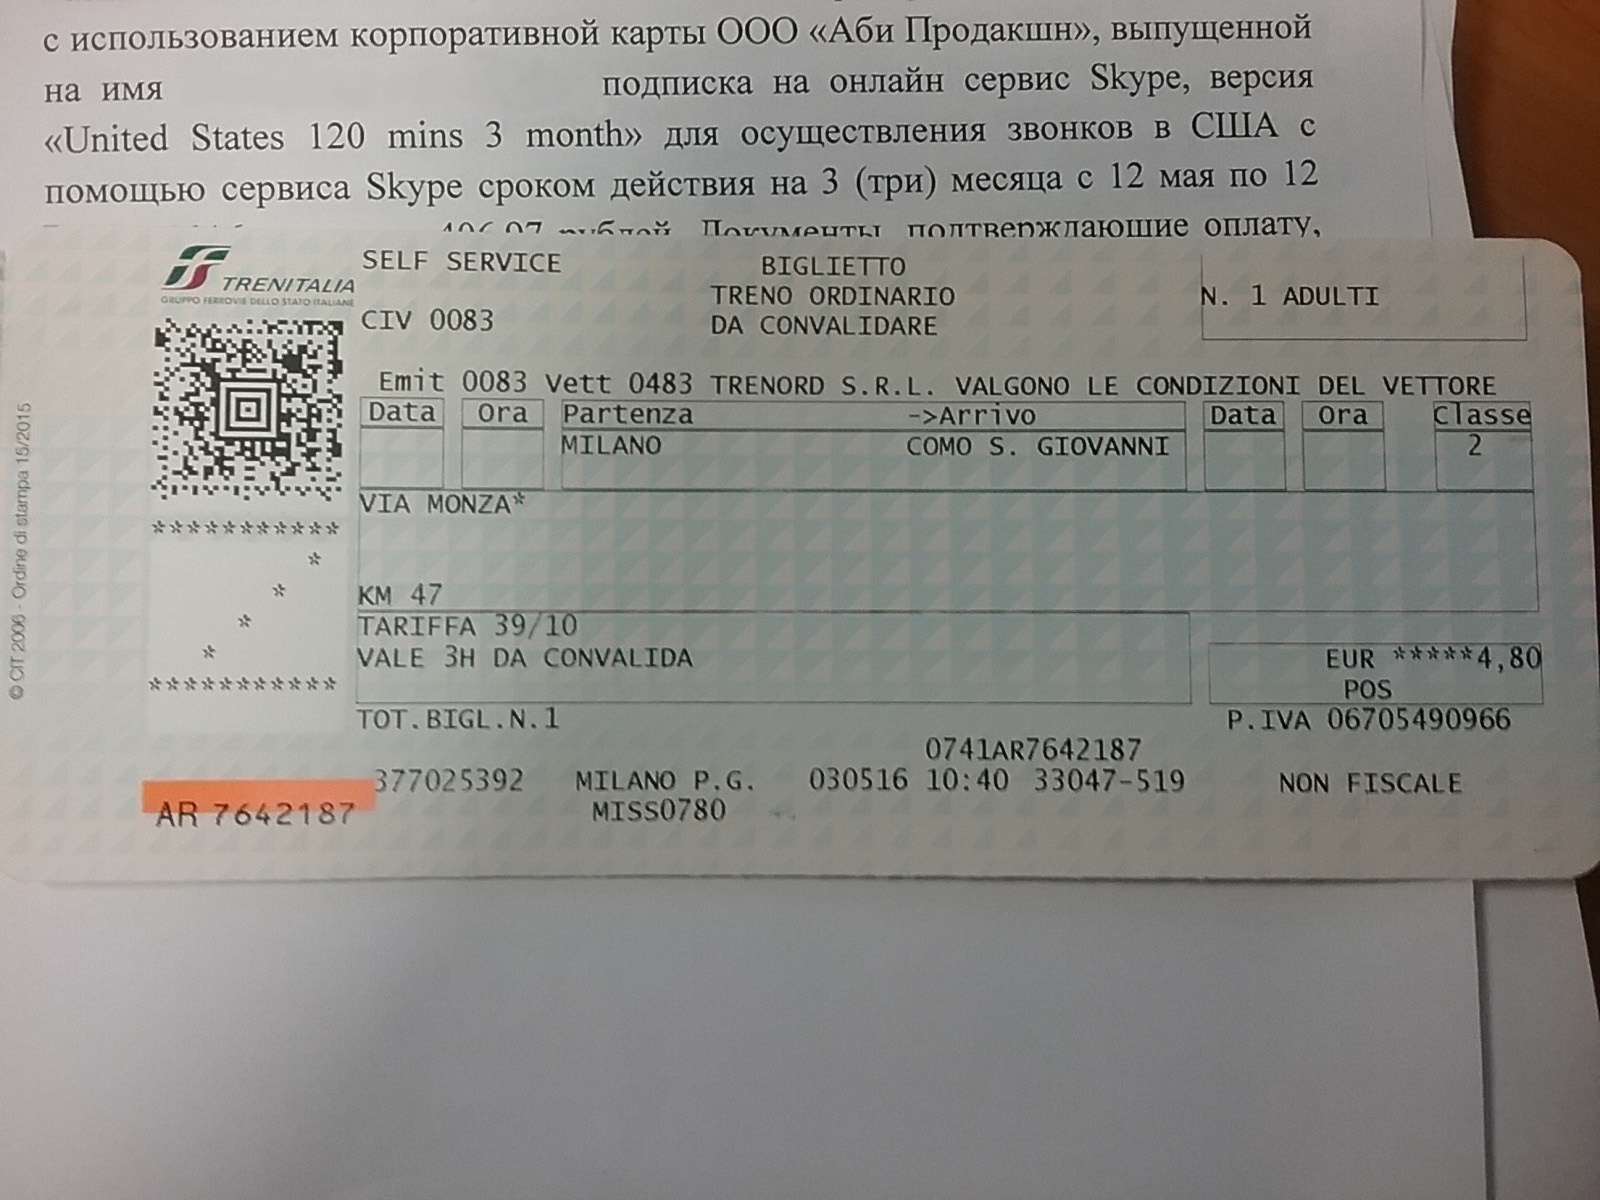 с использованием корпоративной карты ООО «Аби Продакшн», выпущенной
на имя подписка на онлайн сервис Skype, версия
«United States 120 mins 3 month» для осуществления звонков в США с
помощью сервиса Skype сроком действия на 3 (три) месяца с 12 мая по 12
рублей. Документы, подтверждающие оплату,
TRENITALIA
GRUPPO FERROVIE DELLO STATO ITALIANE
SELF SERVICE BIGLIETTO
TRENO ORDINARIO N. 1 ADULTI
CIV 0083 DA CONVALIDARE
Emit 0083 Vett 0483 TRENORD S.R.L. VALGONO LE CONDIZIONI DEL VETTORE
Data Ora Partenza ->Arrivo Data Ora Classe
MILANO COMO S. GIOVANNI 2
VIA MONZA*
***********
*
*
*
*
***********
KM 47
TARIFFA 39/10
VALE 3H DA CONVALIDA EUR *****4,80
POS
TOT.BIGL.N.1 P.IVA 06705490966
0741AR7642187
377025392 MILANO P.G. 030516 10:40 33047-519 NON FISCALE
AR 7642187 MISS0780
© CIT 2006 - Ordine di stampa 15/2015